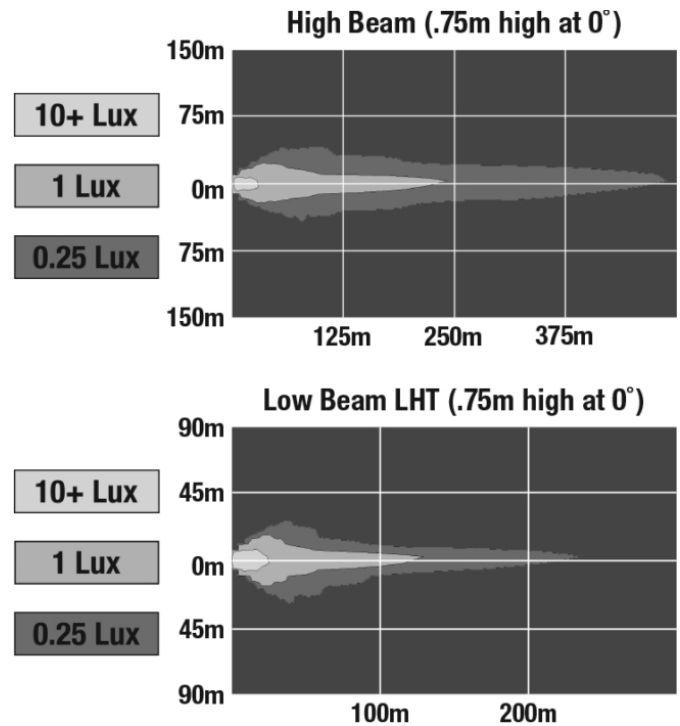 High Beam (.75m high at 0°)
150m
75m
0m
75m
150m
10+ Lux
1 Lux
0.25 Lux
125m 250m 375m
Low Beam LHT (.75m high at 0°)
90m
45m
0m
45m
90m
10+ Lux
1 Lux
0.25 Lux
100m 200m